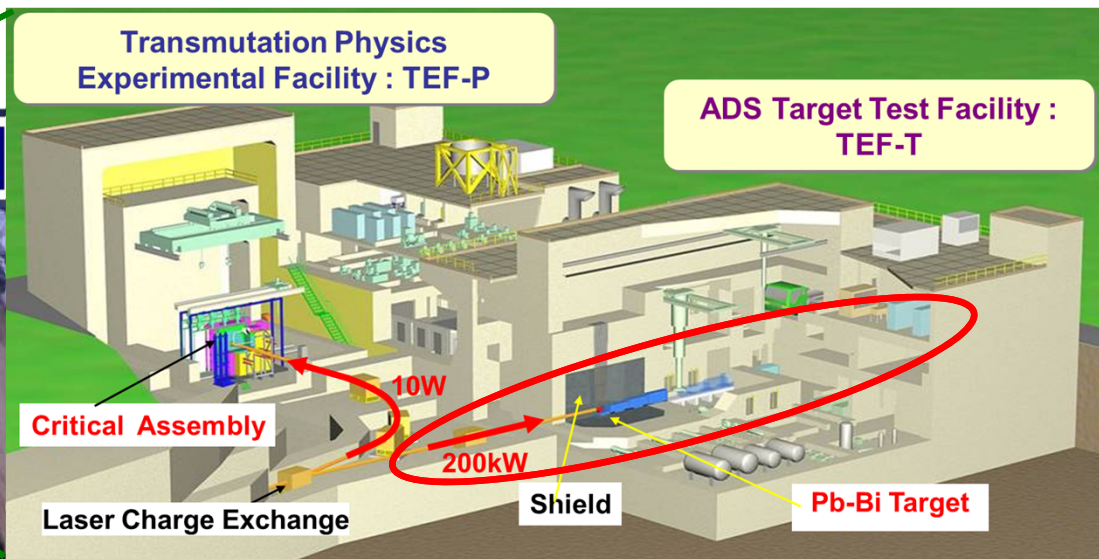 Transmutation Physics
Experimental Facility : TEF-P
ADS Target Test Facility :
TEF-T
10W
Critical Assembly
200kW
Laser Charge Exchange
Shield
Pb-Bi Target